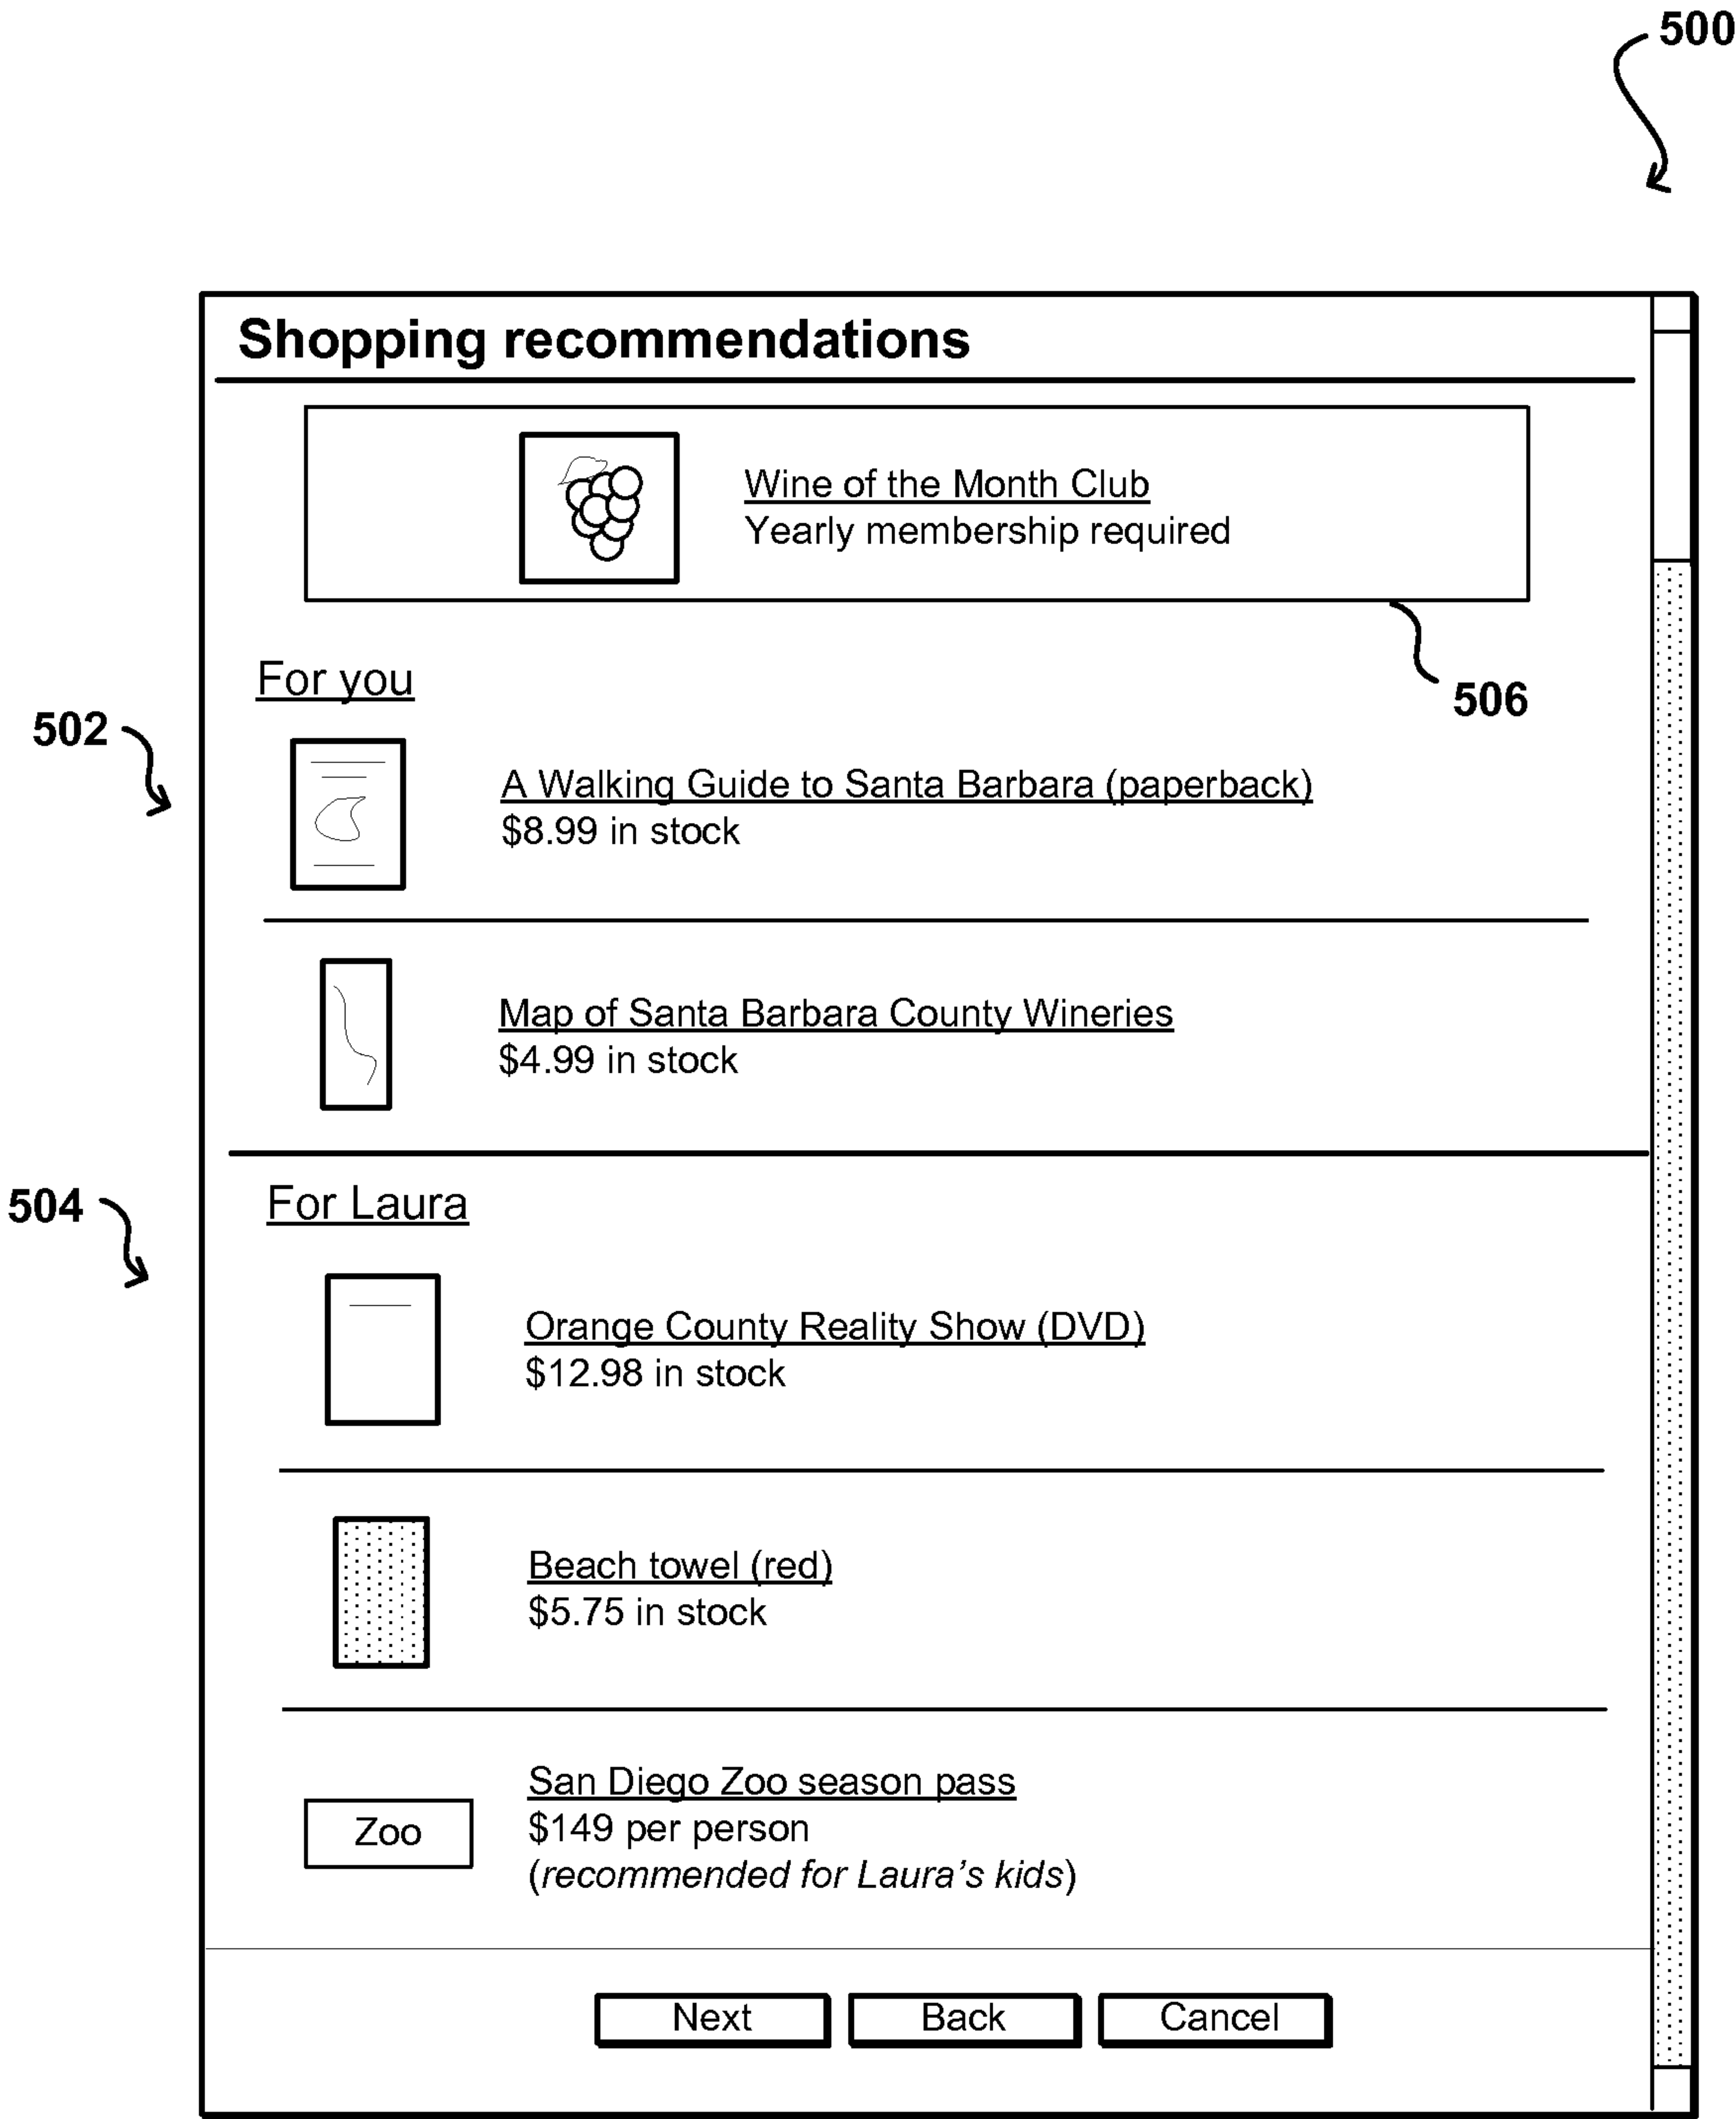 500
Shopping recommendations
Wine of the Month Club
Yearly membership required
506
For you
502
A Walking Guide to Santa Barbara (paperback)
$8.99 in stock
Map of Santa Barbara County Wineries
$4.99 in stock
504
For Laura
Orange County Reality Show (DVD)
$12.98 in stock
Beach towel (red)
$5.75 in stock
Zoo
San Diego Zoo season pass
$149 per person
(recommended for Laura's kids)
Next Back Cancel